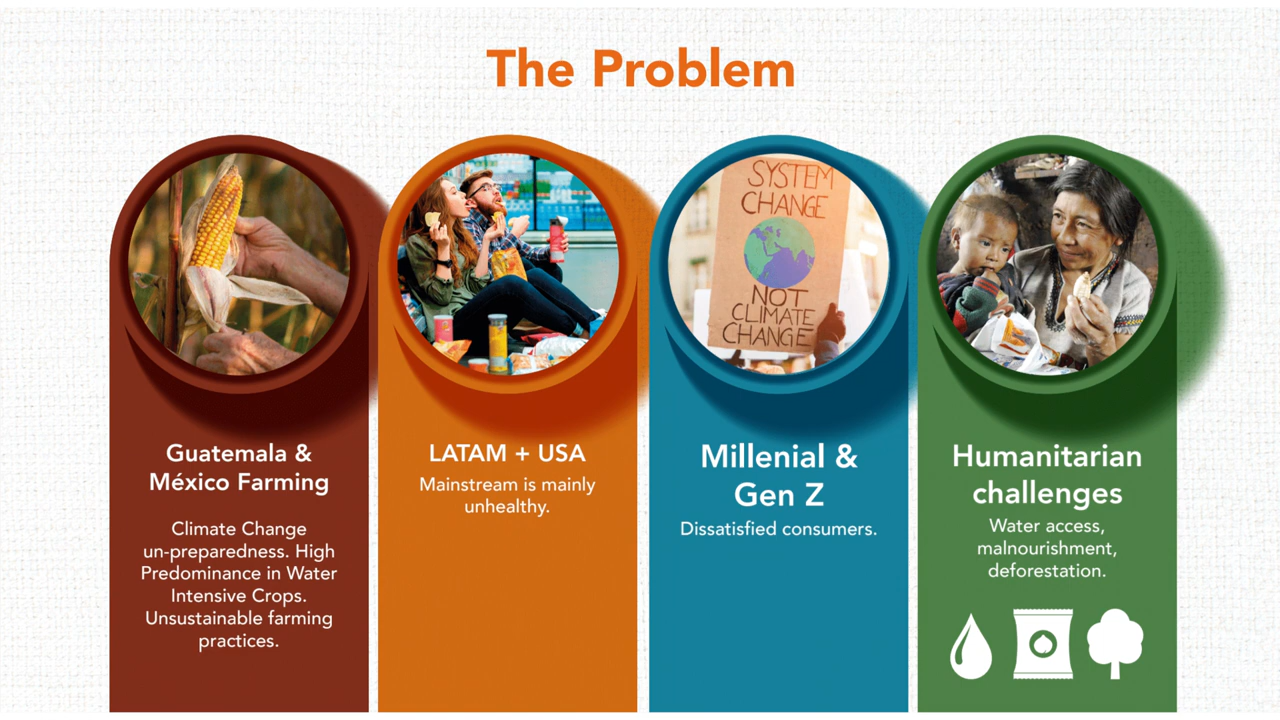 The Problem
SYSTEM
CHANGE
NOT
CLIMATE
CHANGE
Guatemala &
México Farming
Climate Change
un-preparedness. High
Predominance in Water
Intensive Crops.
Unsustainable farming
practices.
LATAM + USA
Mainstream is mainly
unhealthy.
Millenial &
Gen Z
Dissatisfied consumers.
Humanitarian
challenges
Water access,
malnourishment,
deforestation.